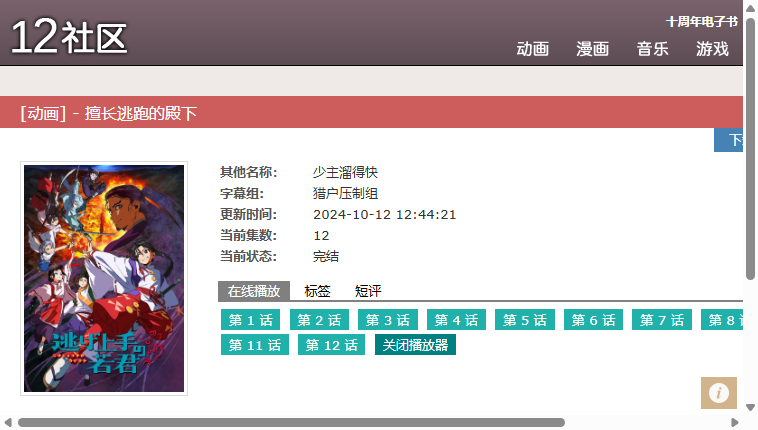 十周年电子书
12社区
动画 漫画 音乐 游戏
[动画] - 擅长逃跑的殿下
下
其他名称： 少主溜得快
字幕组： 猎户压制组
更新时间： 2024-10-12 12:44:21
当前集数： 12
当前状态： 完结
在线播放 标签 短评
第 1 话 第 2 话 第 3 话 第 4 话 第 5 话 第 6 话 第 7 话 第 8
第 11 话 第 12 话 关闭播放器
逃げ上手の
若君
i